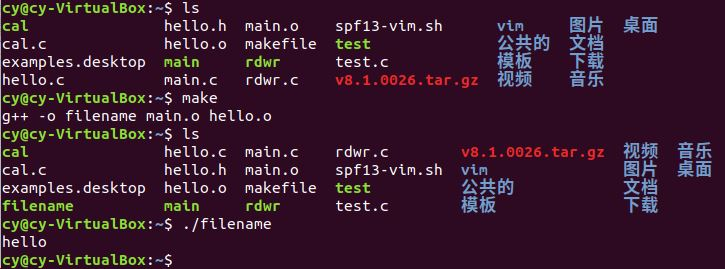 cy@cy-VirtualBox:~$ ls
cal hello.h main.o spf13-vim.sh vim 图片 桌面
cal.c hello.o makefile test 公共的 文档
examples.desktop main rdwr test.c 模板 下载
hello.c main.c rdwr.c v8.1.0026.tar.gz 视频 音乐
cy@cy-VirtualBox:~$ make
g++ -o filename main.o hello.o
cy@cy-VirtualBox:~$ ls
cal hello.c main.c rdwr.c v8.1.0026.tar.gz 视频 音乐
cal.c hello.h main.o spf13-vim.sh vim 图片 桌面
examples.desktop hello.o makefile test 公共的 文档
filename main rdwr test.c 模板 下载
cy@cy-VirtualBox:~$ ./filename
hello
cy@cy-VirtualBox:~$